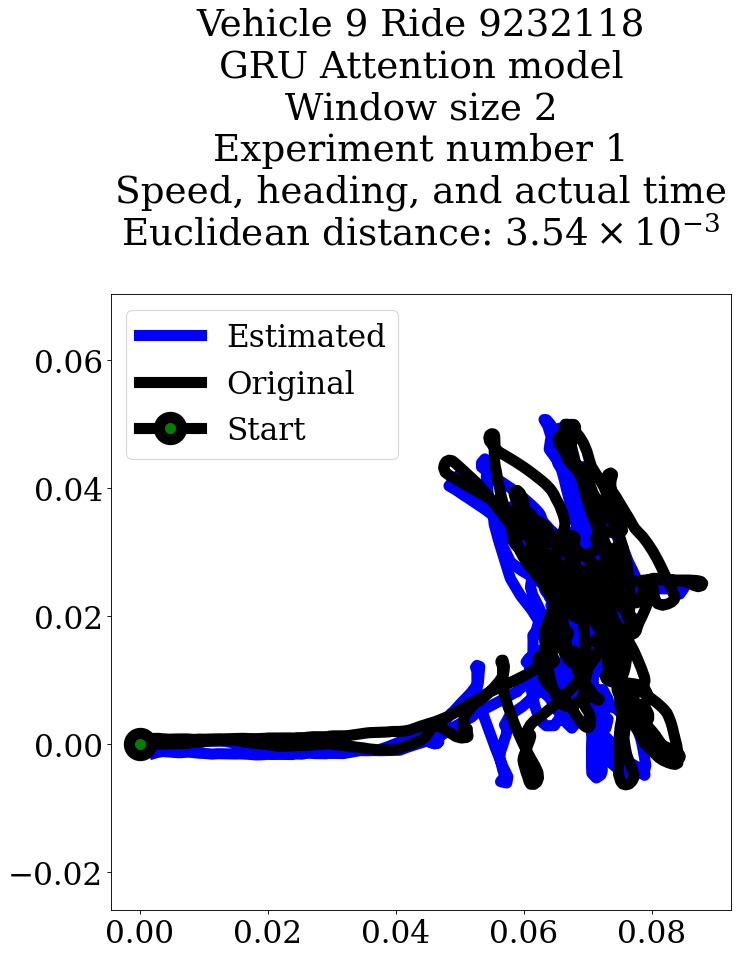 Vehicle 9 Ride 9232118
GRU Attention model
Window size 2
Experiment number 1
Speed, heading, and actual time
Euclidean distance: 3.54 × 10⁻³
Estimated
Original
Start
0.06
0.04
0.02
0.00
−0.02
0.00 0.02 0.04 0.06 0.08